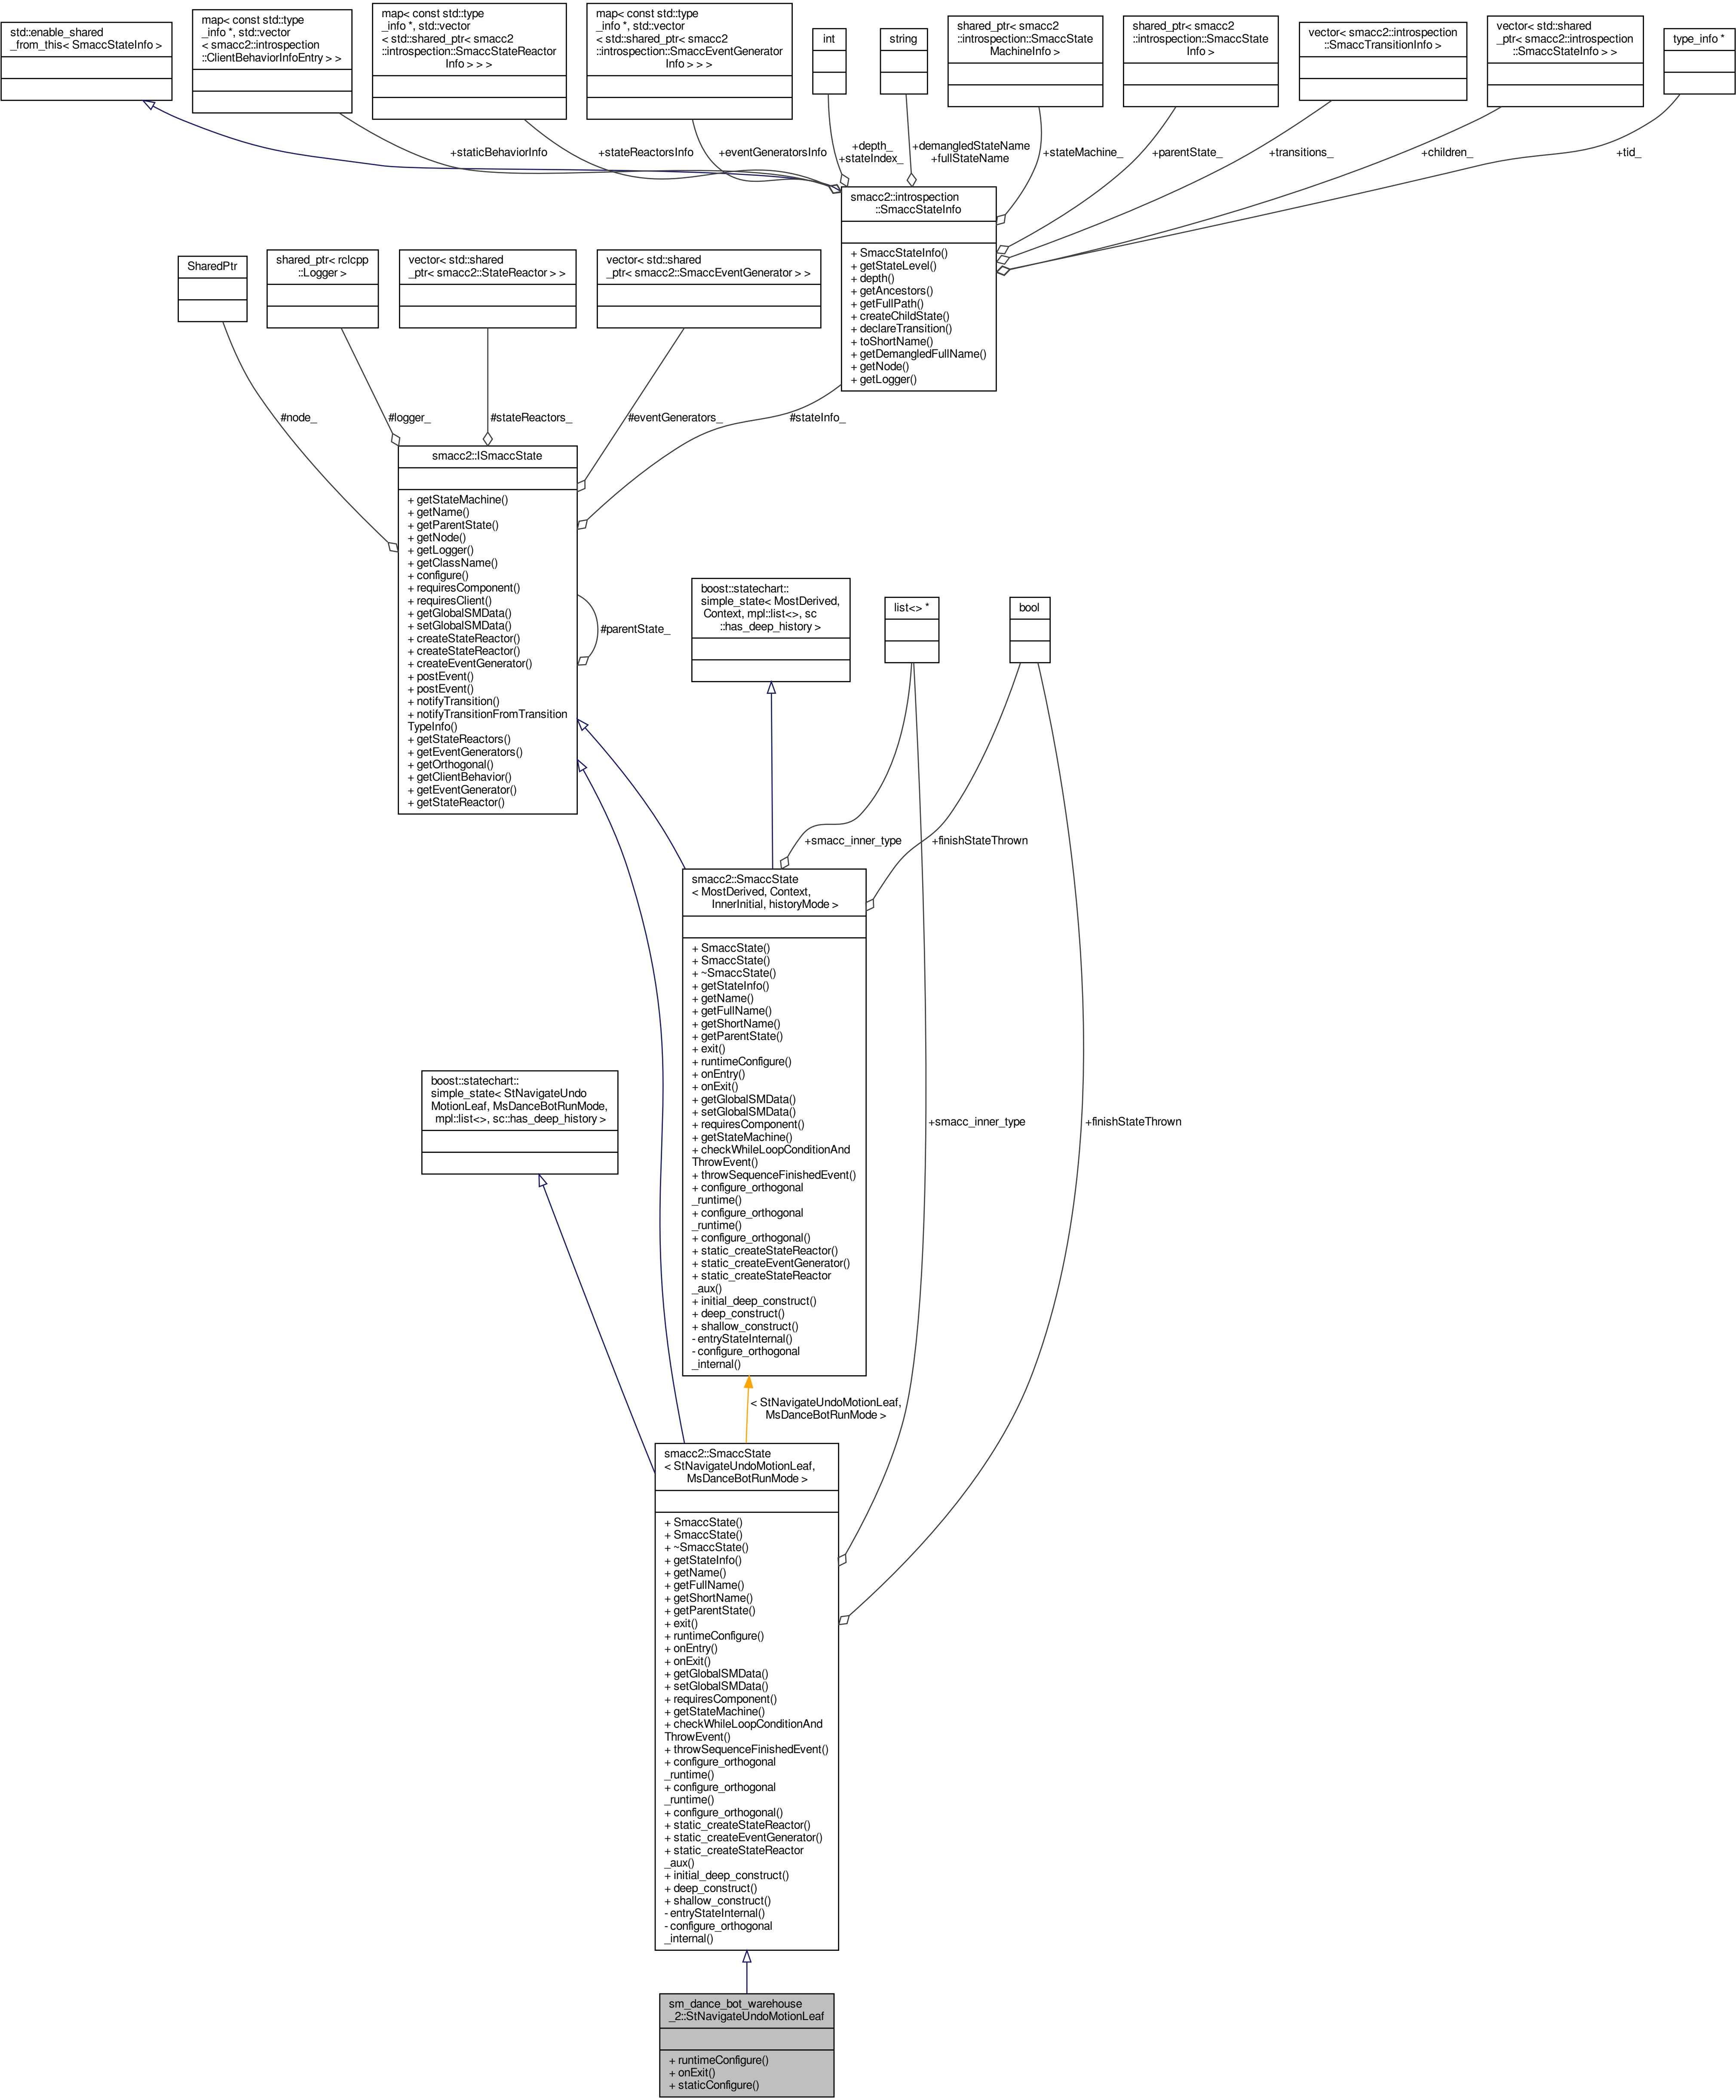 std::enable_shared
_from_this< SmaccStateInfo >
map< const std::type
_info *, std::vector
< smacc2::introspection
::ClientBehaviorInfoEntry > >
map< const std::type
_info *, std::vector
< std::shared_ptr< smacc2
::introspection::SmaccStateReactor
Info > > >
map< const std::type
_info *, std::vector
< std::shared_ptr< smacc2
::introspection::SmaccEventGenerator
Info > > >
int
string
shared_ptr< smacc2
::introspection::SmaccState
MachineInfo >
shared_ptr< smacc2
::introspection::SmaccState
Info >
vector< smacc2::introspection
::SmaccTransitionInfo >
vector< std::shared
_ptr< smacc2::introspection
::SmaccStateInfo > >
type_info *
+staticBehaviorInfo
+stateReactorsInfo
+eventGeneratorsInfo
+depth_
+stateIndex_
+demangledStateName
+fullStateName
+stateMachine_
+parentState_
+transitions_
+children_
+tid_
smacc2::introspection
::SmaccStateInfo
+ SmaccStateInfo()
+ getStateLevel()
+ depth()
+ getAncestors()
+ getFullPath()
+ createChildState()
+ declareTransition()
+ toShortName()
+ getDemangledFullName()
+ getNode()
+ getLogger()
SharedPtr
shared_ptr< rclcpp
::Logger >
vector< std::shared
_ptr< smacc2::StateReactor > >
vector< std::shared
_ptr< smacc2::SmaccEventGenerator > >
#node_
#logger_
#stateReactors_
#eventGenerators_
#stateInfo_
smacc2::ISmaccState
+ getStateMachine()
+ getName()
+ getParentState()
+ getNode()
+ getLogger()
+ getClassName()
+ configure()
+ requiresComponent()
+ requiresClient()
+ getGlobalSMData()
+ setGlobalSMData()
+ createStateReactor()
+ createStateReactor()
+ createEventGenerator()
+ postEvent()
+ postEvent()
+ notifyTransition()
+ notifyTransitionFromTransition
TypeInfo()
+ getStateReactors()
+ getEventGenerators()
+ getOrthogonal()
+ getClientBehavior()
+ getEventGenerator()
+ getStateReactor()
#parentState_
boost::statechart::
simple_state< MostDerived,
Context, mpl::list<>, sc
::has_deep_history >
list<> *
bool
+smacc_inner_type
+finishStateThrown
smacc2::SmaccState
< MostDerived, Context,
InnerInitial, historyMode >
+ SmaccState()
+ SmaccState()
+ ~SmaccState()
+ getStateInfo()
+ getName()
+ getFullName()
+ getShortName()
+ getParentState()
+ exit()
+ runtimeConfigure()
+ onEntry()
+ onExit()
+ getGlobalSMData()
+ setGlobalSMData()
+ requiresComponent()
+ getStateMachine()
+ checkWhileLoopConditionAnd
ThrowEvent()
+ throwSequenceFinishedEvent()
+ configure_orthogonal
_runtime()
+ configure_orthogonal
_runtime()
+ configure_orthogonal()
+ static_createStateReactor()
+ static_createEventGenerator()
+ static_createStateReactor
_aux()
+ initial_deep_construct()
+ deep_construct()
+ shallow_construct()
- entryStateInternal()
- configure_orthogonal
_internal()
boost::statechart::
simple_state< StNavigateUndo
MotionLeaf, MsDanceBotRunMode,
mpl::list<>, sc::has_deep_history >
+smacc_inner_type
+finishStateThrown
< StNavigateUndoMotionLeaf,
MsDanceBotRunMode >
smacc2::SmaccState
< StNavigateUndoMotionLeaf,
MsDanceBotRunMode >
+ SmaccState()
+ SmaccState()
+ ~SmaccState()
+ getStateInfo()
+ getName()
+ getFullName()
+ getShortName()
+ getParentState()
+ exit()
+ runtimeConfigure()
+ onEntry()
+ onExit()
+ getGlobalSMData()
+ setGlobalSMData()
+ requiresComponent()
+ getStateMachine()
+ checkWhileLoopConditionAnd
ThrowEvent()
+ throwSequenceFinishedEvent()
+ configure_orthogonal
_runtime()
+ configure_orthogonal
_runtime()
+ configure_orthogonal()
+ static_createStateReactor()
+ static_createEventGenerator()
+ static_createStateReactor
_aux()
+ initial_deep_construct()
+ deep_construct()
+ shallow_construct()
- entryStateInternal()
- configure_orthogonal
_internal()
sm_dance_bot_warehouse
_2::StNavigateUndoMotionLeaf
+ runtimeConfigure()
+ onExit()
+ staticConfigure()